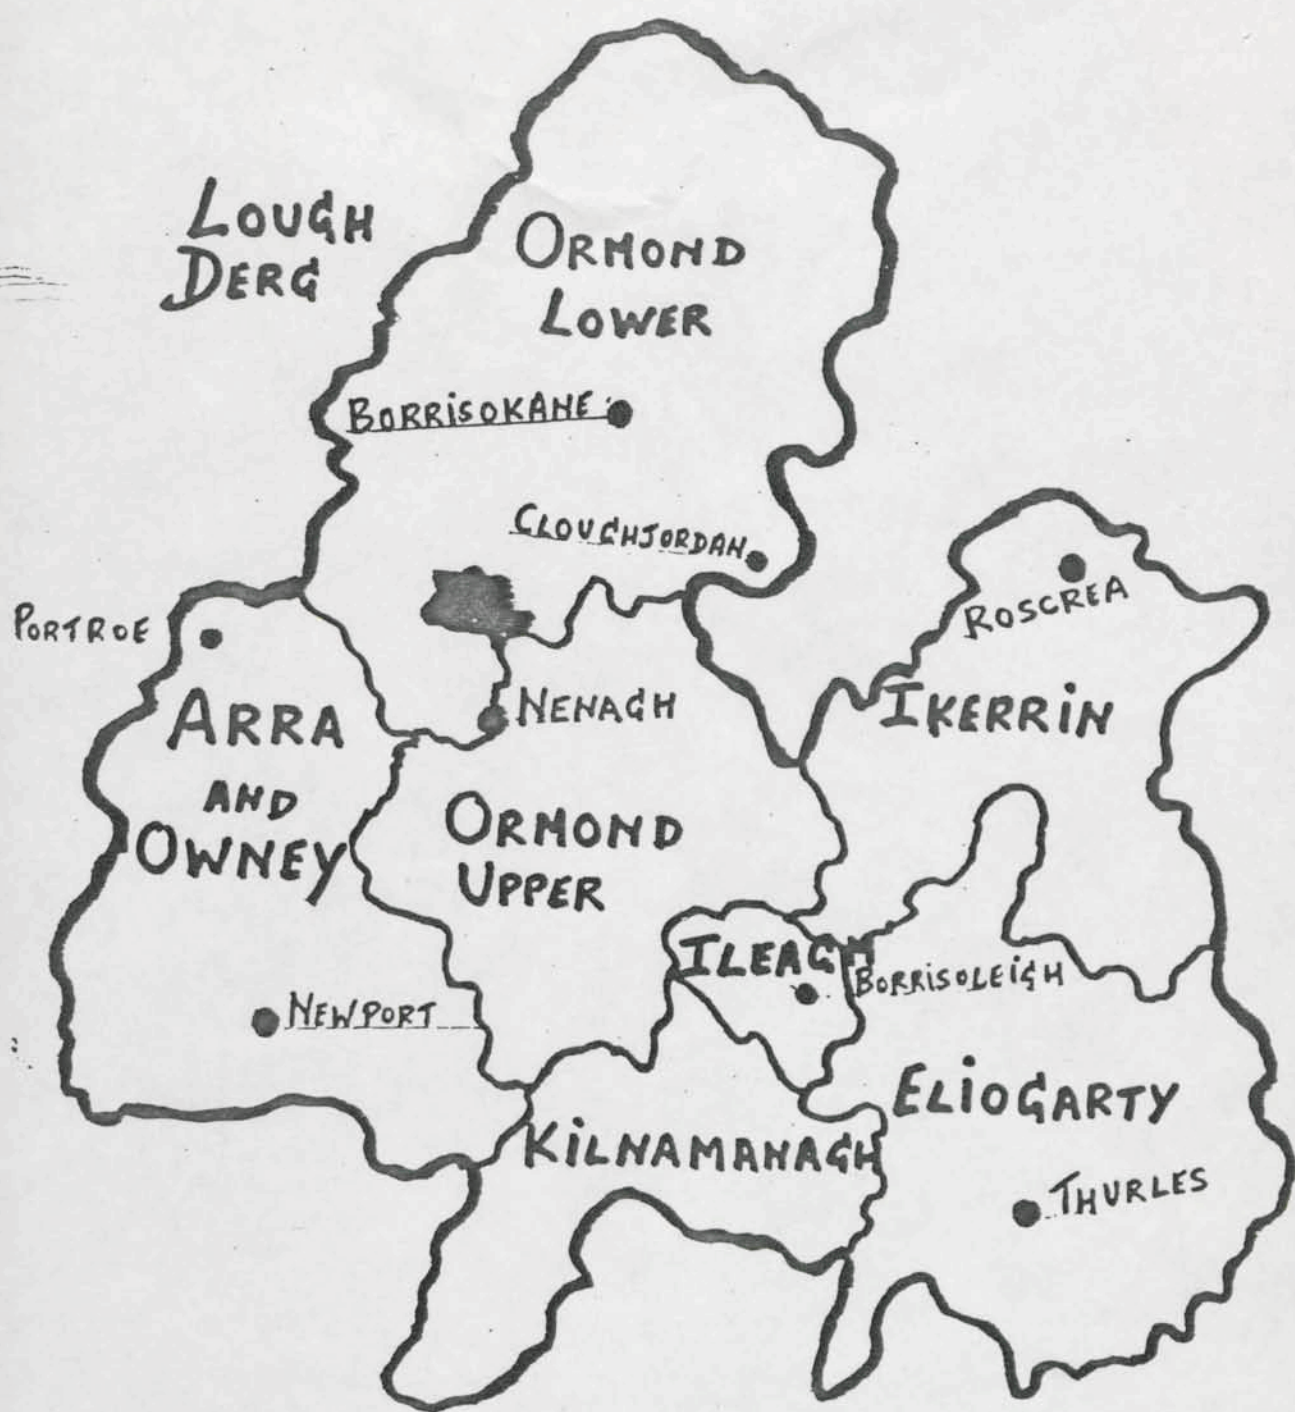 LOUGH
DERG
ORMOND
LOWER
BORRISOKANE
CLOUGHJORDAN
PORTROE
ROSCREA
ARRA
AND
OWNEY
NENAGH
IKERRIN
ORMOND
UPPER
ILEAGH
BORRISOLEIGH
NEWPORT
ELIOGARTY
KILNAMANAGH
THURLES